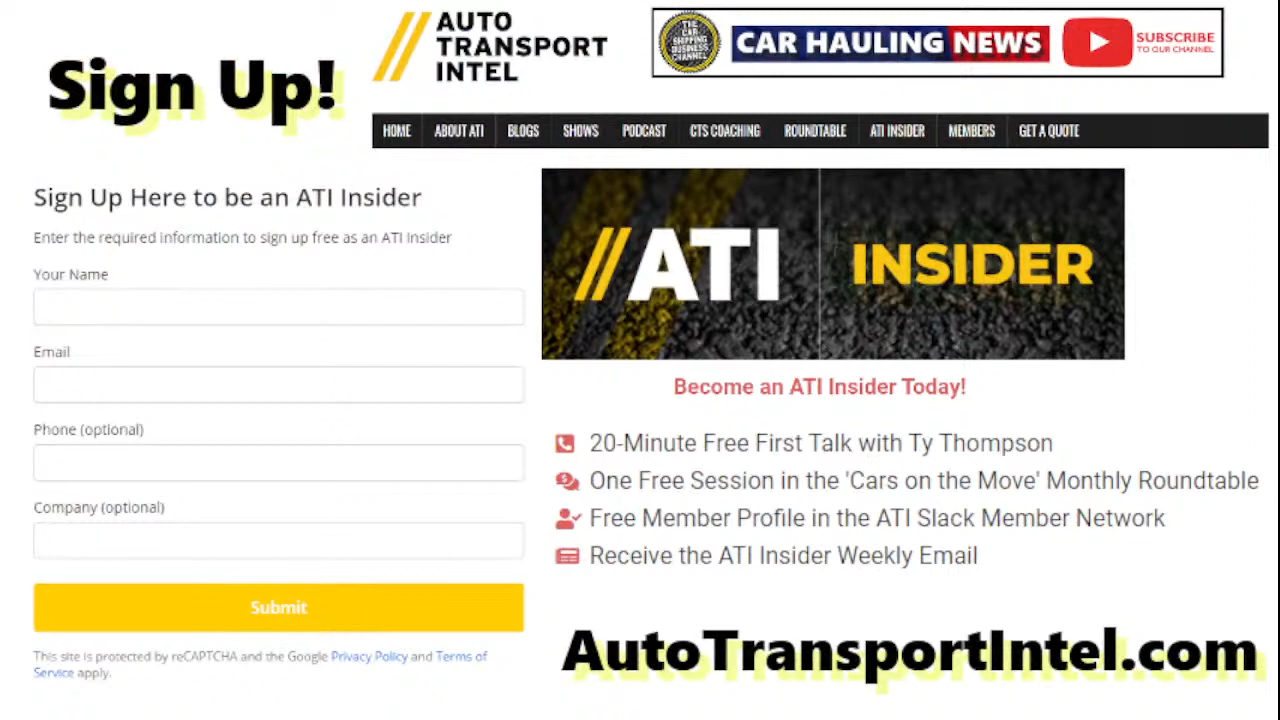 Sign Up!
AUTO
TRANSPORT
INTEL
THE
CAR
SHIPPING
BUSINESS
CHANNEL
CAR HAULING NEWS
SUBSCRIBE
TO OUR CHANNEL
HOME ABOUT ATI BLOGS SHOWS PODCAST CTS COACHING ROUNDTABLE ATI INSIDER MEMBERS GET A QUOTE
Sign Up Here to be an ATI Insider
Enter the required information to sign up free as an ATI Insider
Your Name
Email
Phone (optional)
Company (optional)
Submit
This site is protected by reCAPTCHA and the Google Privacy Policy and Terms of
Service apply.
//ATI INSIDER
Become an ATI Insider Today!
20-Minute Free First Talk with Ty Thompson
One Free Session in the 'Cars on the Move' Monthly Roundtable
Free Member Profile in the ATI Slack Member Network
Receive the ATI Insider Weekly Email
AutoTransportIntel.com